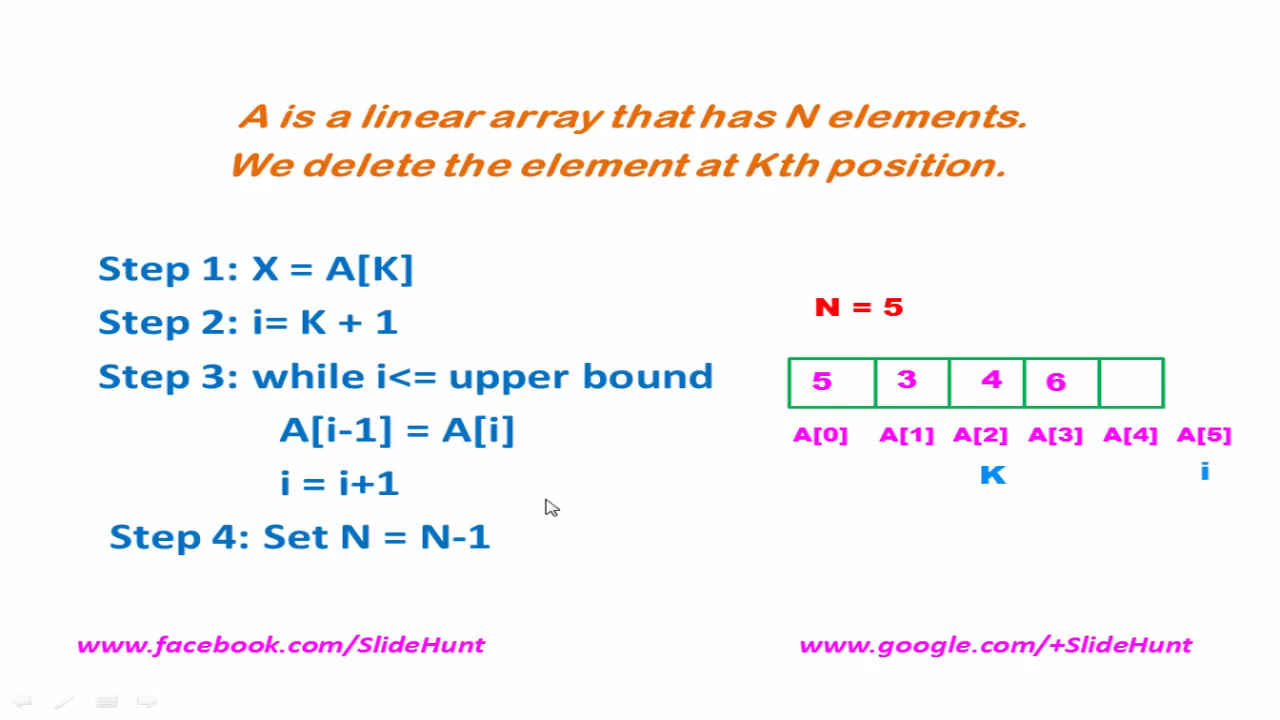 A is a linear array that has N elements.
We delete the element at Kth position.
Step 1: X = A[K]
Step 2: i= K + 1
Step 3: while i<= upper bound
A[i-1] = A[i]
i = i+1
Step 4: Set N = N-1
N = 5
5 3 4 6
A[0] A[1] A[2] A[3] A[4] A[5]
K i
www.facebook.com/SlideHunt
www.google.com/+SlideHunt